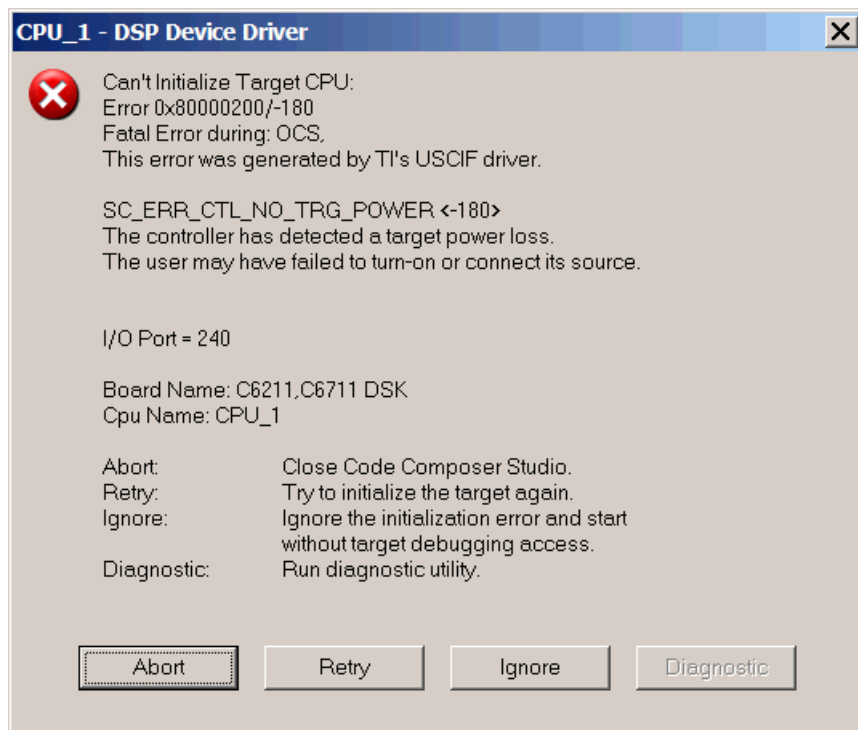 CPU_1 - DSP Device Driver
Can't Initialize Target CPU:
Error 0x80000200/-180
Fatal Error during: OCS,
This error was generated by TI's USCIF driver.
SC_ERR_CTL_NO_TRG_POWER <-180>
The controller has detected a target power loss.
The user may have failed to turn-on or connect its source.
I/O Port = 240
Board Name: C6211,C6711 DSK
Cpu Name: CPU_1
Abort: Close Code Composer Studio.
Retry: Try to initialize the target again.
Ignore: Ignore the initialization error and start
without target debugging access.
Diagnostic: Run diagnostic utility.
Abort Retry Ignore Diagnostic